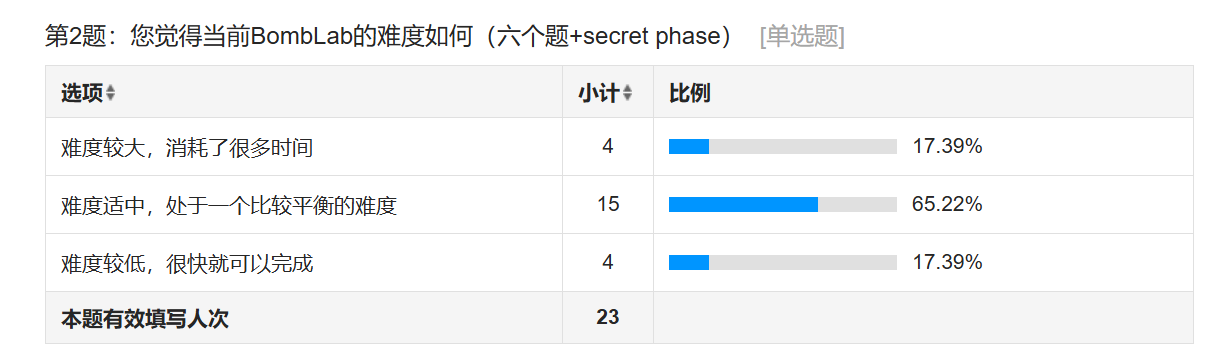 第2题：您觉得当前BombLab的难度如何（六个题+secret phase） [单选题]
选项 小计 比例
难度较大，消耗了很多时间 4 17.39%
难度适中，处于一个比较平衡的难度 15 65.22%
难度较低，很快就可以完成 4 17.39%
本题有效填写人次 23